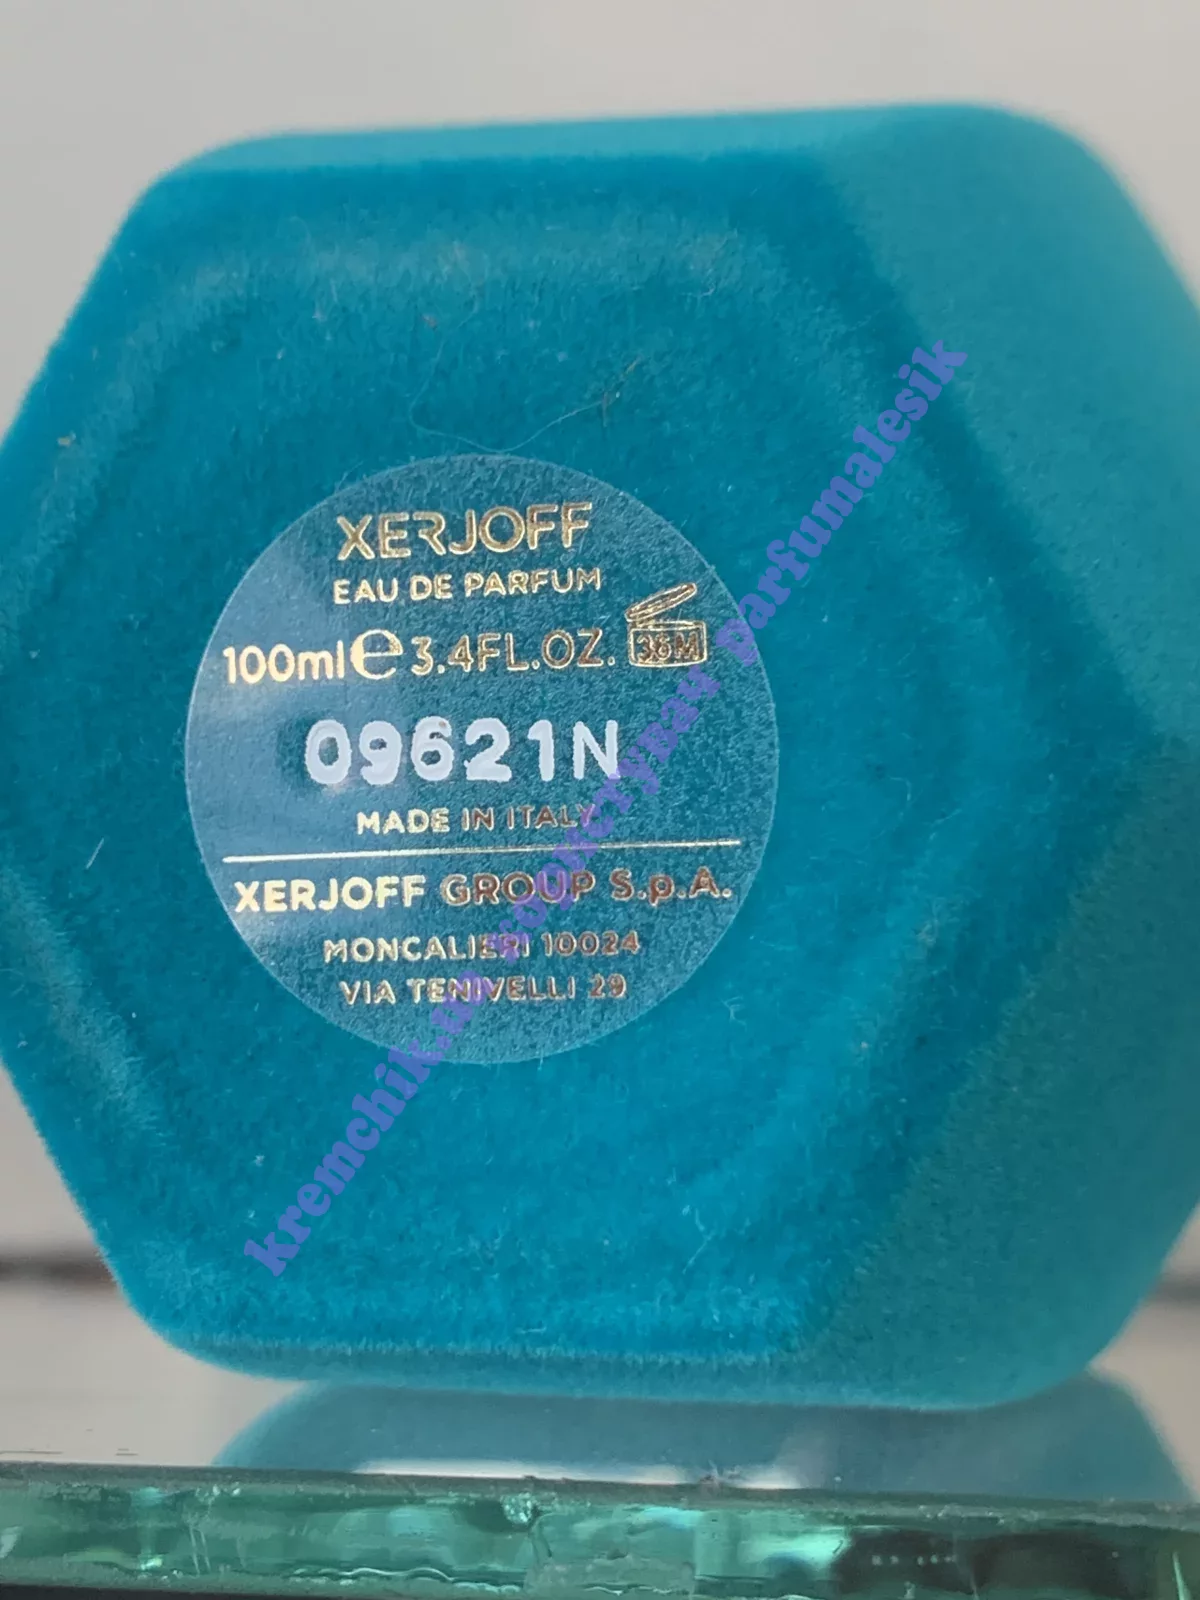 XERJOFF
EAU DE PARFUM
100ml e 3.4FL.OZ. 36M
09621N
MADE IN ITALY
XERJOFF GROUP S.p.A.
MONCALIERI 10024
VIA TENIVELLI 29
parfumalesik